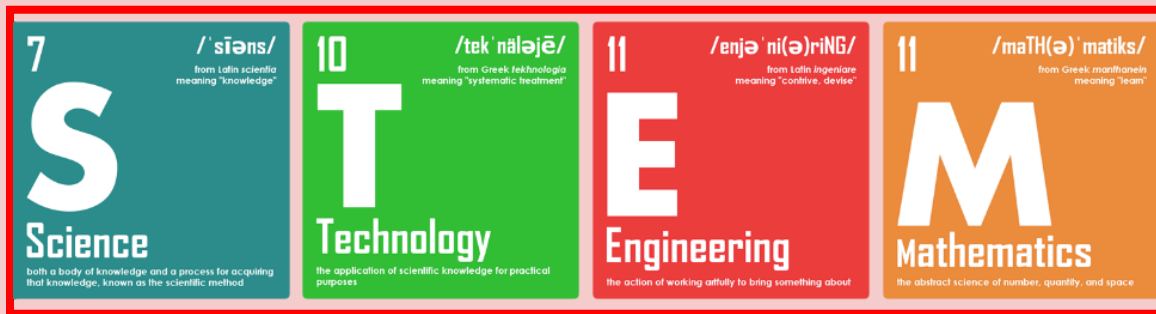 7
/ˈsīəns/
from Latin scientia
meaning "knowledge"
S
Science
both a body of knowledge and a process for acquiring
that knowledge, known as the scientific method
10
/tekˈnäləjē/
from Greek tekhnologia
meaning "systematic treatment"
T
Technology
the application of scientific knowledge for practical
purposes
11
/enjəˈni(ə)riNG/
from Latin ingeniare
meaning "contrive, devise"
E
Engineering
the action of working artfully to bring something about
11
/maTH(ə)ˈmatiks/
from Greek manthanein
meaning "learn"
M
Mathematics
the abstract science of number, quantity, and space